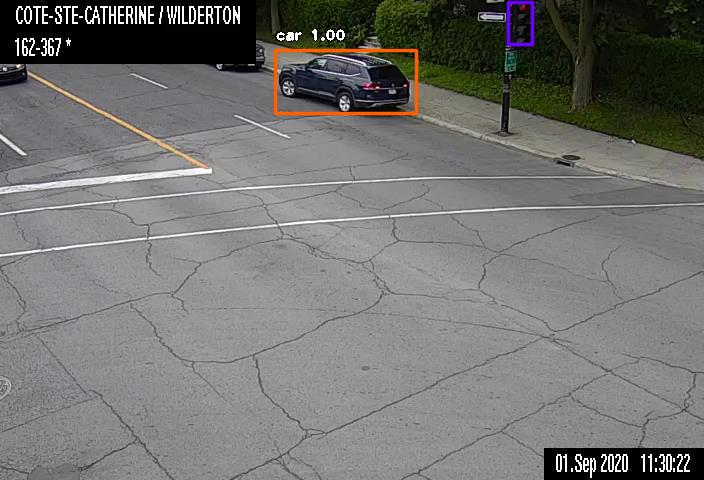 COTE-STE-CATHERINE / WILDERTON
162-367 *
car 1.00
01.Sep 2020 11:30:22